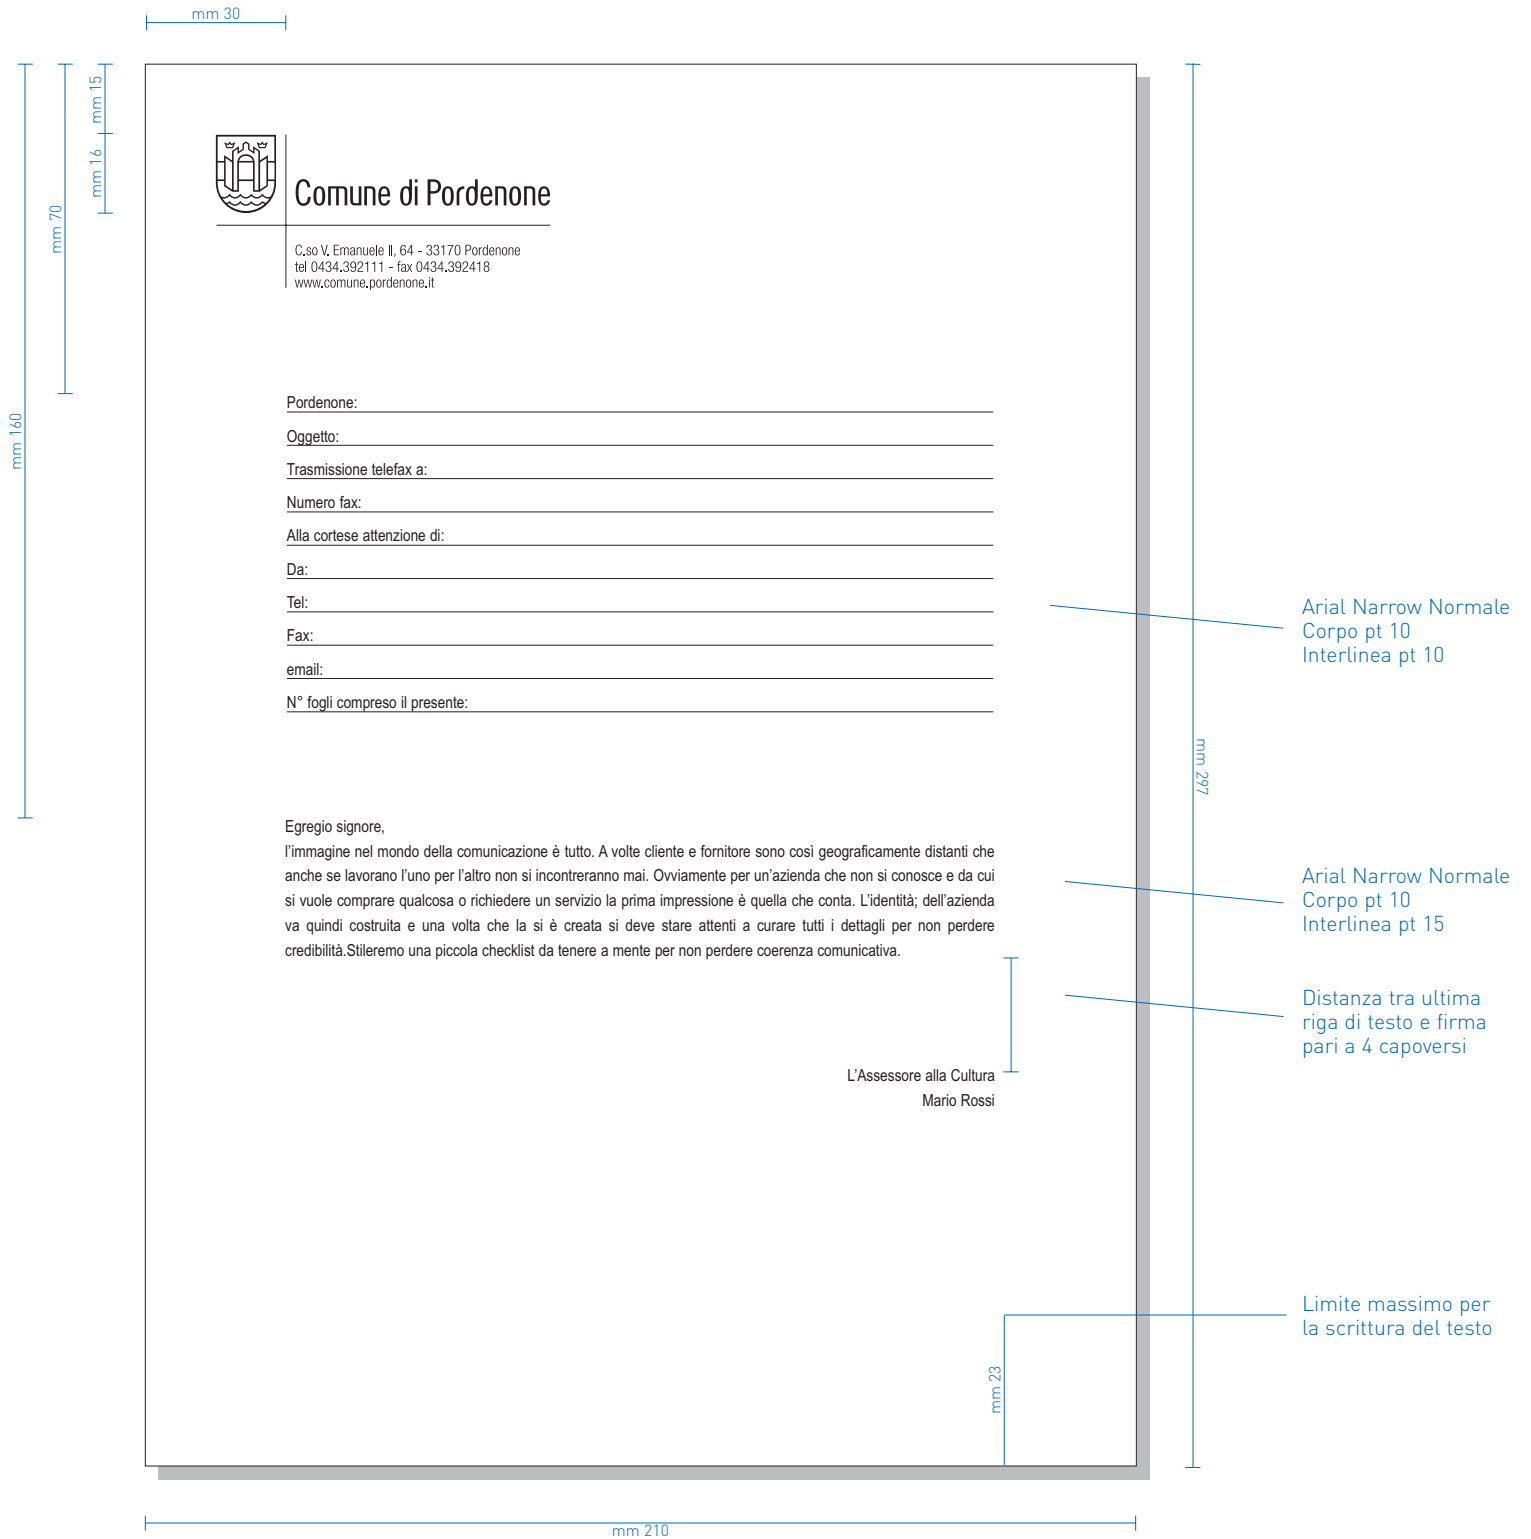 mm 30
mm 15
mm 16
mm 70
mm 160
Comune di Pordenone
C.so V. Emanuele II, 64 - 33170 Pordenone
tel 0434.392111 - fax 0434.392418
www.comune.pordenone.it
Pordenone:
Oggetto:
Trasmissione telefax a:
Numero fax:
Alla cortese attenzione di:
Da:
Tel:
Fax:
email:
N° fogli compreso il presente:
Arial Narrow Normale
Corpo pt 10
Interlinea pt 10
mm 297
Egregio signore,
l’immagine nel mondo della comunicazione è tutto. A volte cliente e fornitore sono così geograficamente distanti che
anche se lavorano l’uno per l’altro non si incontreranno mai. Ovviamente per un’azienda che non si conosce e da cui
si vuole comprare qualcosa o richiedere un servizio la prima impressione è quella che conta. L’identità; dell’azienda
va quindi costruita e una volta che la si è creata si deve stare attenti a curare tutti i dettagli per non perdere
credibilità.Stileremo una piccola checklist da tenere a mente per non perdere coerenza comunicativa.
Arial Narrow Normale
Corpo pt 10
Interlinea pt 15
Distanza tra ultima
riga di testo e firma
pari a 4 capoversi
L’Assessore alla Cultura
Mario Rossi
Limite massimo per
la scrittura del testo
mm 23
mm 210